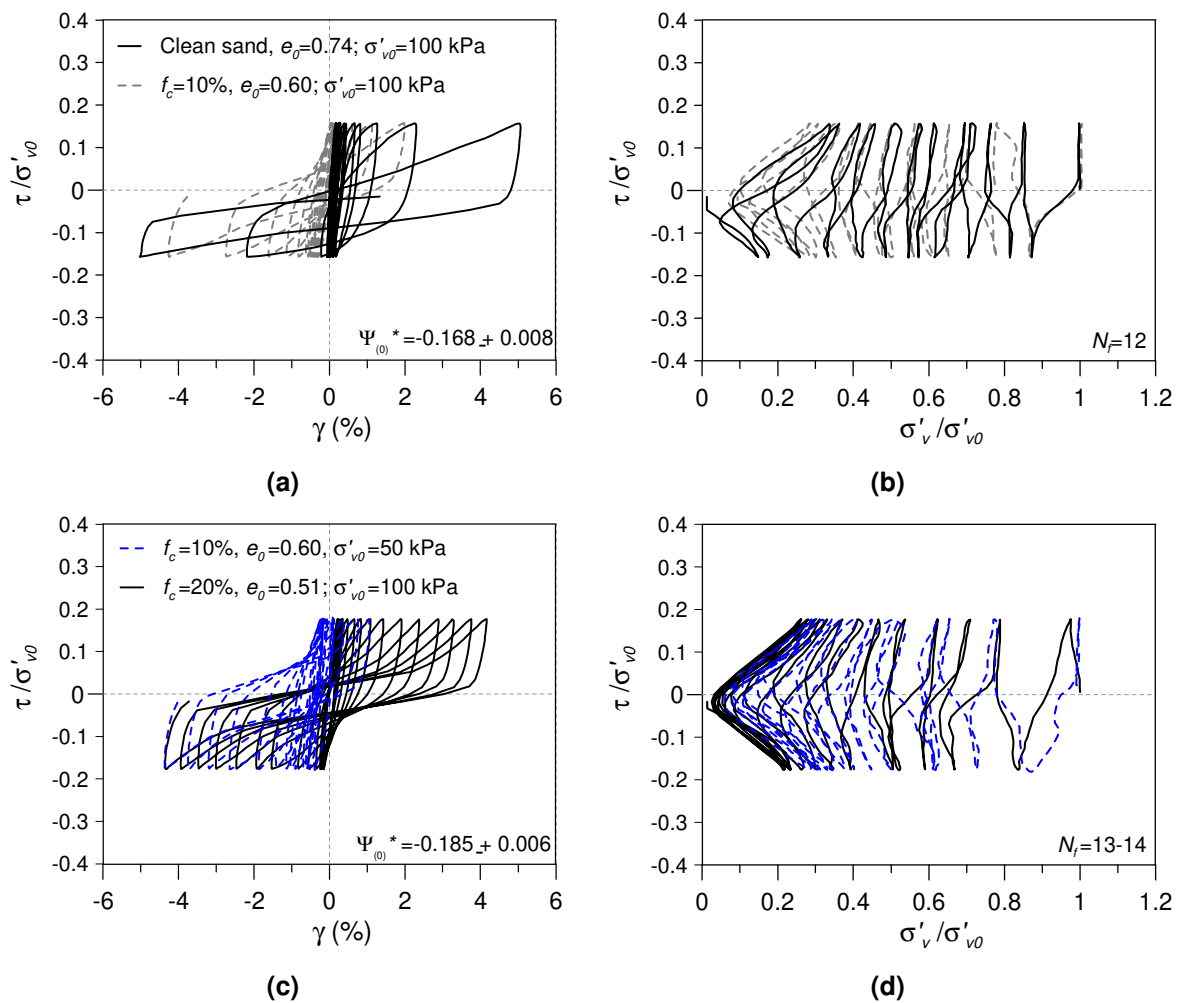 0.4
0.3
0.2
0.1
0
-0.1
-0.2
-0.3
-0.4
τ /σ'v0
Clean sand, e0=0.74; σ'v0=100 kPa
fc=10%, e0=0.60; σ'v0=100 kPa
Ψ(0)* =-0.168 ± 0.008
-6 -4 -2 0 2 4 6
γ (%)
(a)
0.4
0.3
0.2
0.1
0
-0.1
-0.2
-0.3
-0.4
τ /σ'v0
Nf=12
0 0.2 0.4 0.6 0.8 1 1.2
σ'v /σ'v0
(b)
0.4
0.3
0.2
0.1
0
-0.1
-0.2
-0.3
-0.4
τ /σ'v0
fc=10%, e0=0.60, σ'v0=50 kPa
fc=20%, e0=0.51; σ'v0=100 kPa
Ψ(0)* =-0.185 ± 0.006
-6 -4 -2 0 2 4 6
γ (%)
(c)
0.4
0.3
0.2
0.1
0
-0.1
-0.2
-0.3
-0.4
τ /σ'v0
Nf=13-14
0 0.2 0.4 0.6 0.8 1 1.2
σ'v /σ'v0
(d)